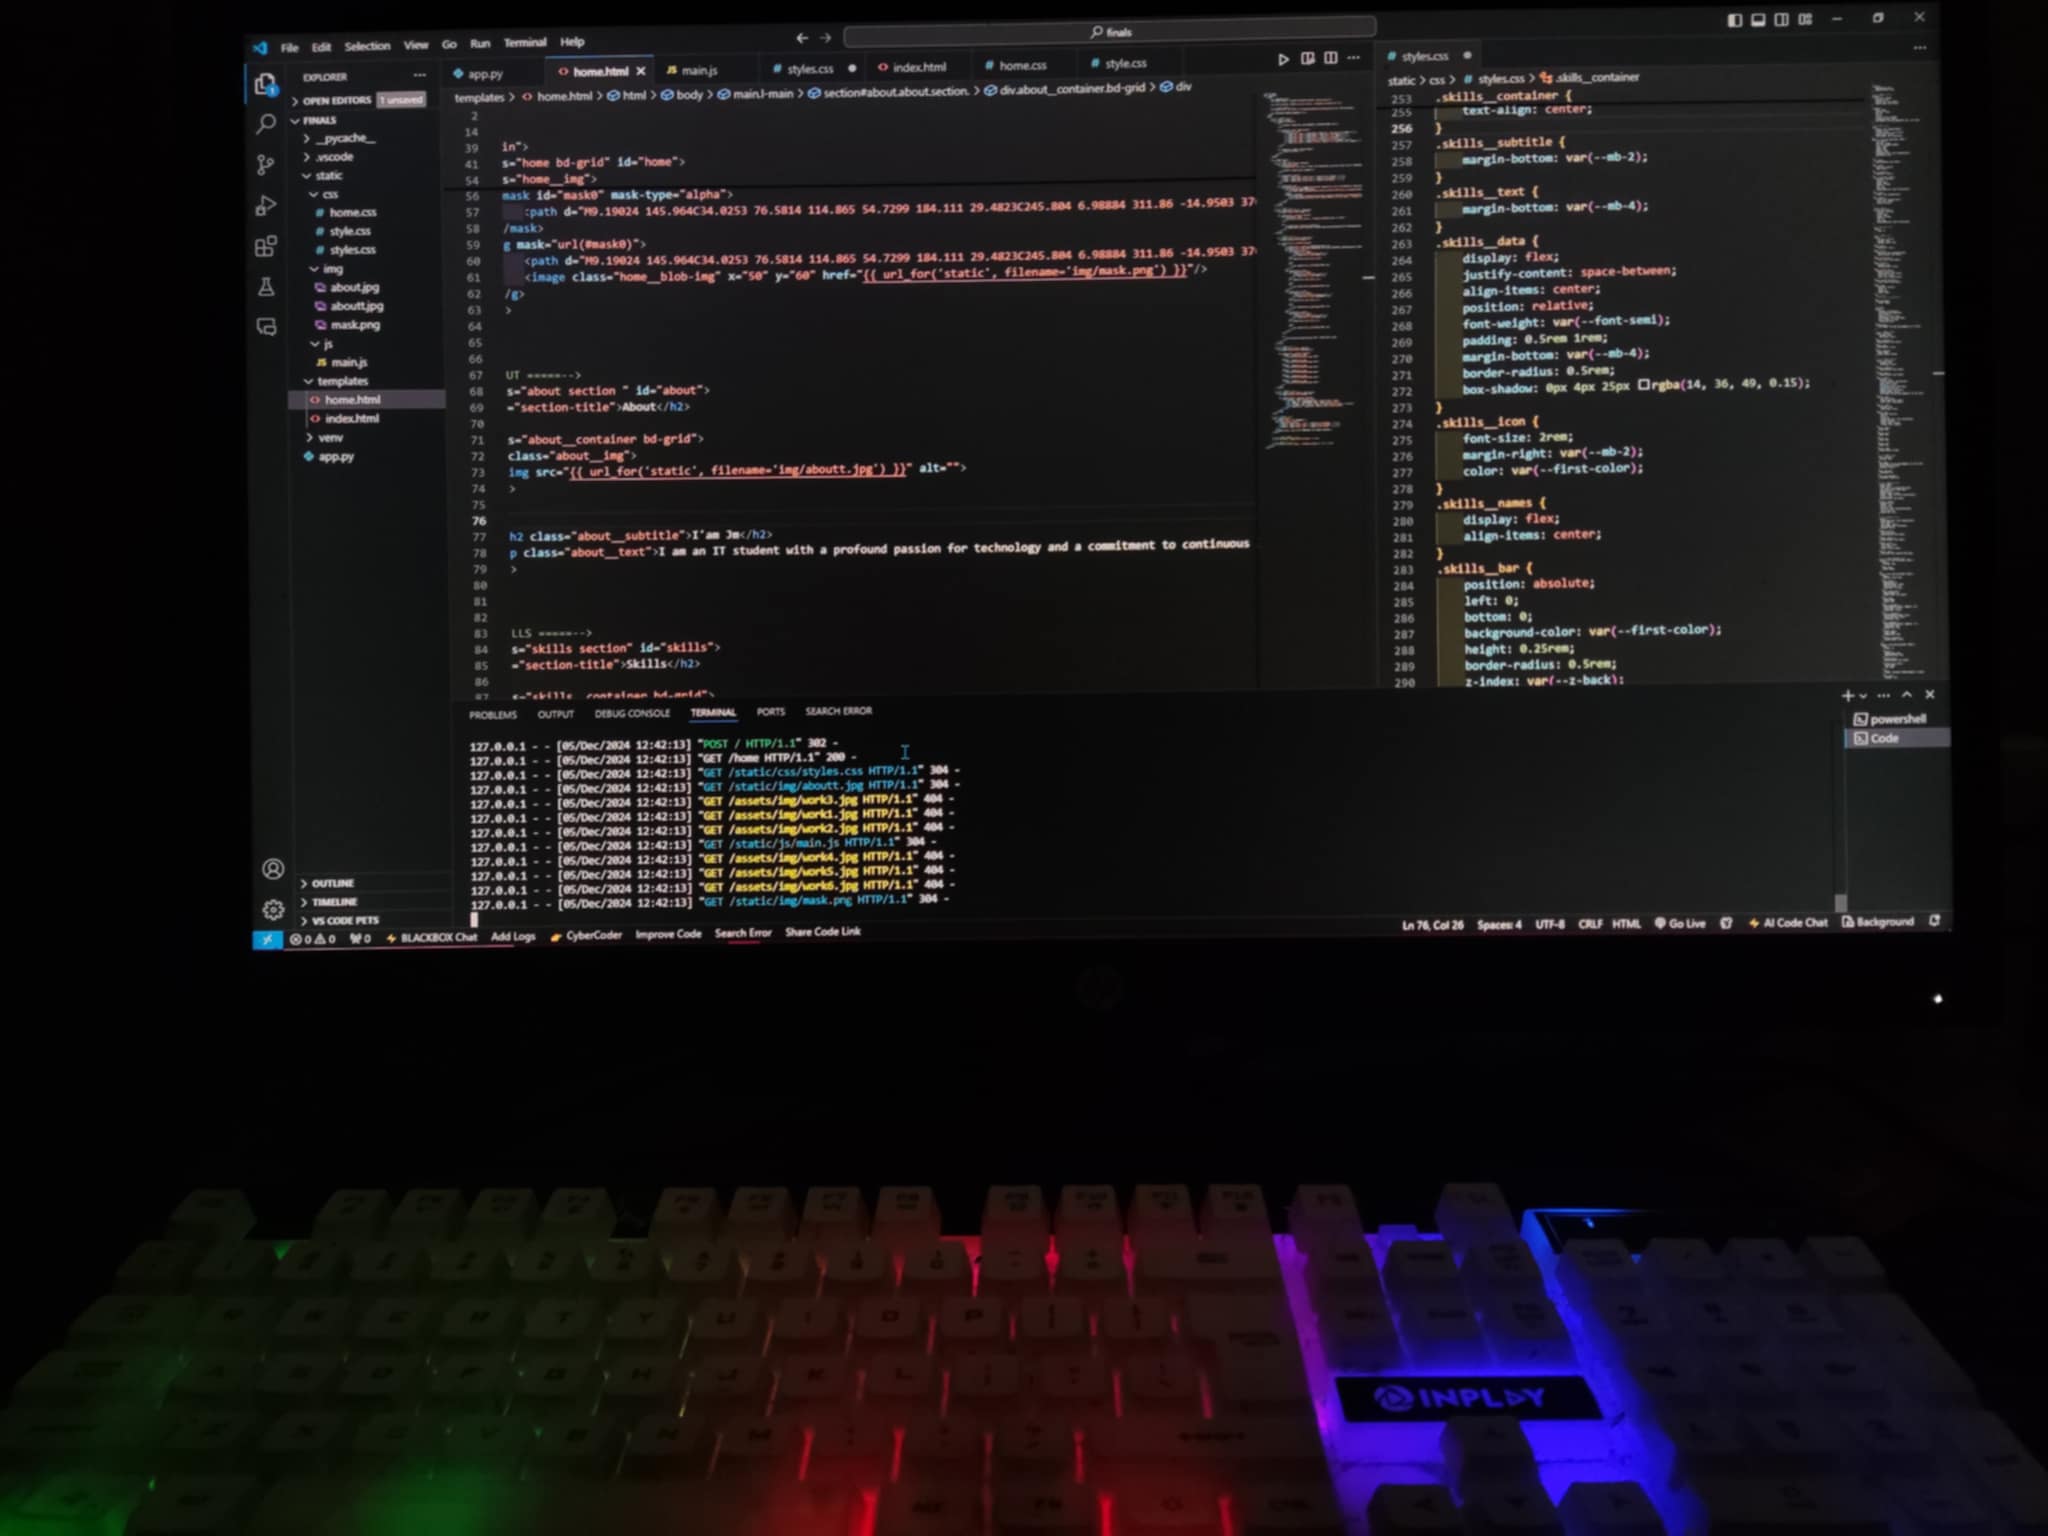 File Edit Selection View Go Run Terminal Help
finals
EXPLORER
OPEN EDITORS 1 unsaved
FINALS
__pycache__
.vscode
static
css
home.css
style.css
styles.css
img
about.jpg
aboutt.jpg
mask.png
js
main.js
templates
home.html
index.html
venv
app.py
OUTLINE
TIMELINE
VS CODE PETS
app.py home.html main.js styles.css index.html home.css style.css
templates > home.html > html > body > main.l-main > section#about.about.section. > div.about__container.bd-grid > div
2
14
39 in">
41 s="home bd-grid" id="home">
54 s="home__img">
56 mask id="mask0" mask-type="alpha">
57 <path d="M9.19024 145.964C34.0253 76.5814 114.865 54.7299 184.111 29.4823C245.804 6.98884 311.86 -14.9503 37
58 /mask>
59 g mask="url(#mask0)">
60 <path d="M9.19024 145.964C34.0253 76.5814 114.865 54.7299 184.111 29.4823C245.804 6.98884 311.86 -14.9503 37
61 <image class="home__blob-img" x="50" y="60" href="{{ url_for('static', filename='img/mask.png') }}"/>
62 /g>
63 >
64
65
66
67 UT =======>
68 s="about section " id="about">
69 ="section-title">About</h2>
70
71 s="about__container bd-grid">
72 class="about__img">
73 img src="{{ url_for('static', filename='img/aboutt.jpg') }}" alt="">
74 >
75
76
77 h2 class="about__subtitle">I'am Jm</h2>
78 p class="about__text">I am an IT student with a profound passion for technology and a commitment to continuous
79 >
80
81
82
83 LLS =======>
84 s="skills section" id="skills">
85 ="section-title">Skills</h2>
86
87 s="skills__container bd-grid">
styles.css
static > css > styles.css > .skills__container
253 .skills__container {
255 text-align: center;
256 }
257 .skills__subtitle {
258 margin-bottom: var(--mb-2);
259 }
260 .skills__text {
261 margin-bottom: var(--mb-4);
262 }
263 .skills__data {
264 display: flex;
265 justify-content: space-between;
266 align-items: center;
267 position: relative;
268 font-weight: var(--font-semi);
269 padding: 0.5rem 1rem;
270 margin-bottom: var(--mb-4);
271 border-radius: 0.5rem;
272 box-shadow: 0px 4px 25px rgba(14, 36, 49, 0.15);
273 }
274 .skills__icon {
275 font-size: 2rem;
276 margin-right: var(--mb-2);
277 color: var(--first-color);
278 }
279 .skills__names {
280 display: flex;
281 align-items: center;
282 }
283 .skills__bar {
284 position: absolute;
285 left: 0;
286 bottom: 0;
287 background-color: var(--first-color);
288 height: 0.25rem;
289 border-radius: 0.5rem;
290 z-index: var(--z-back);
PROBLEMS OUTPUT DEBUG CONSOLE TERMINAL PORTS SEARCH ERROR
127.0.0.1 - - [05/Dec/2024 12:42:13] "POST / HTTP/1.1" 302 -
127.0.0.1 - - [05/Dec/2024 12:42:13] "GET /home HTTP/1.1" 200 -
127.0.0.1 - - [05/Dec/2024 12:42:13] "GET /static/css/styles.css HTTP/1.1" 304 -
127.0.0.1 - - [05/Dec/2024 12:42:13] "GET /static/img/aboutt.jpg HTTP/1.1" 304 -
127.0.0.1 - - [05/Dec/2024 12:42:13] "GET /assets/img/work3.jpg HTTP/1.1" 404 -
127.0.0.1 - - [05/Dec/2024 12:42:13] "GET /assets/img/work1.jpg HTTP/1.1" 404 -
127.0.0.1 - - [05/Dec/2024 12:42:13] "GET /assets/img/work2.jpg HTTP/1.1" 404 -
127.0.0.1 - - [05/Dec/2024 12:42:13] "GET /static/js/main.js HTTP/1.1" 304 -
127.0.0.1 - - [05/Dec/2024 12:42:13] "GET /assets/img/work4.jpg HTTP/1.1" 404 -
127.0.0.1 - - [05/Dec/2024 12:42:13] "GET /assets/img/work5.jpg HTTP/1.1" 404 -
127.0.0.1 - - [05/Dec/2024 12:42:13] "GET /assets/img/work6.jpg HTTP/1.1" 404 -
127.0.0.1 - - [05/Dec/2024 12:42:13] "GET /static/img/mask.png HTTP/1.1" 304 -
powershell
Code
0 0 0 BLACKBOX Chat Add Logs CyberCoder Improve Code Search Error Share Code Link
Ln 76, Col 26 Spaces: 4 UTF-8 CRLF HTML Go Live AI Code Chat Background
hp
T Y U I O P
G H J K L
B N M
INPLAY